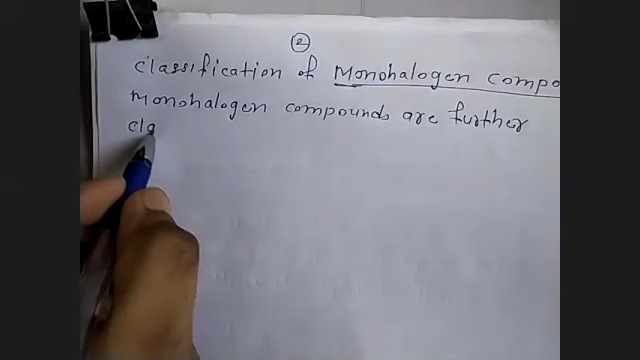 2
Classification of Monohalogen compo
Monohalogen compounds are further
cla